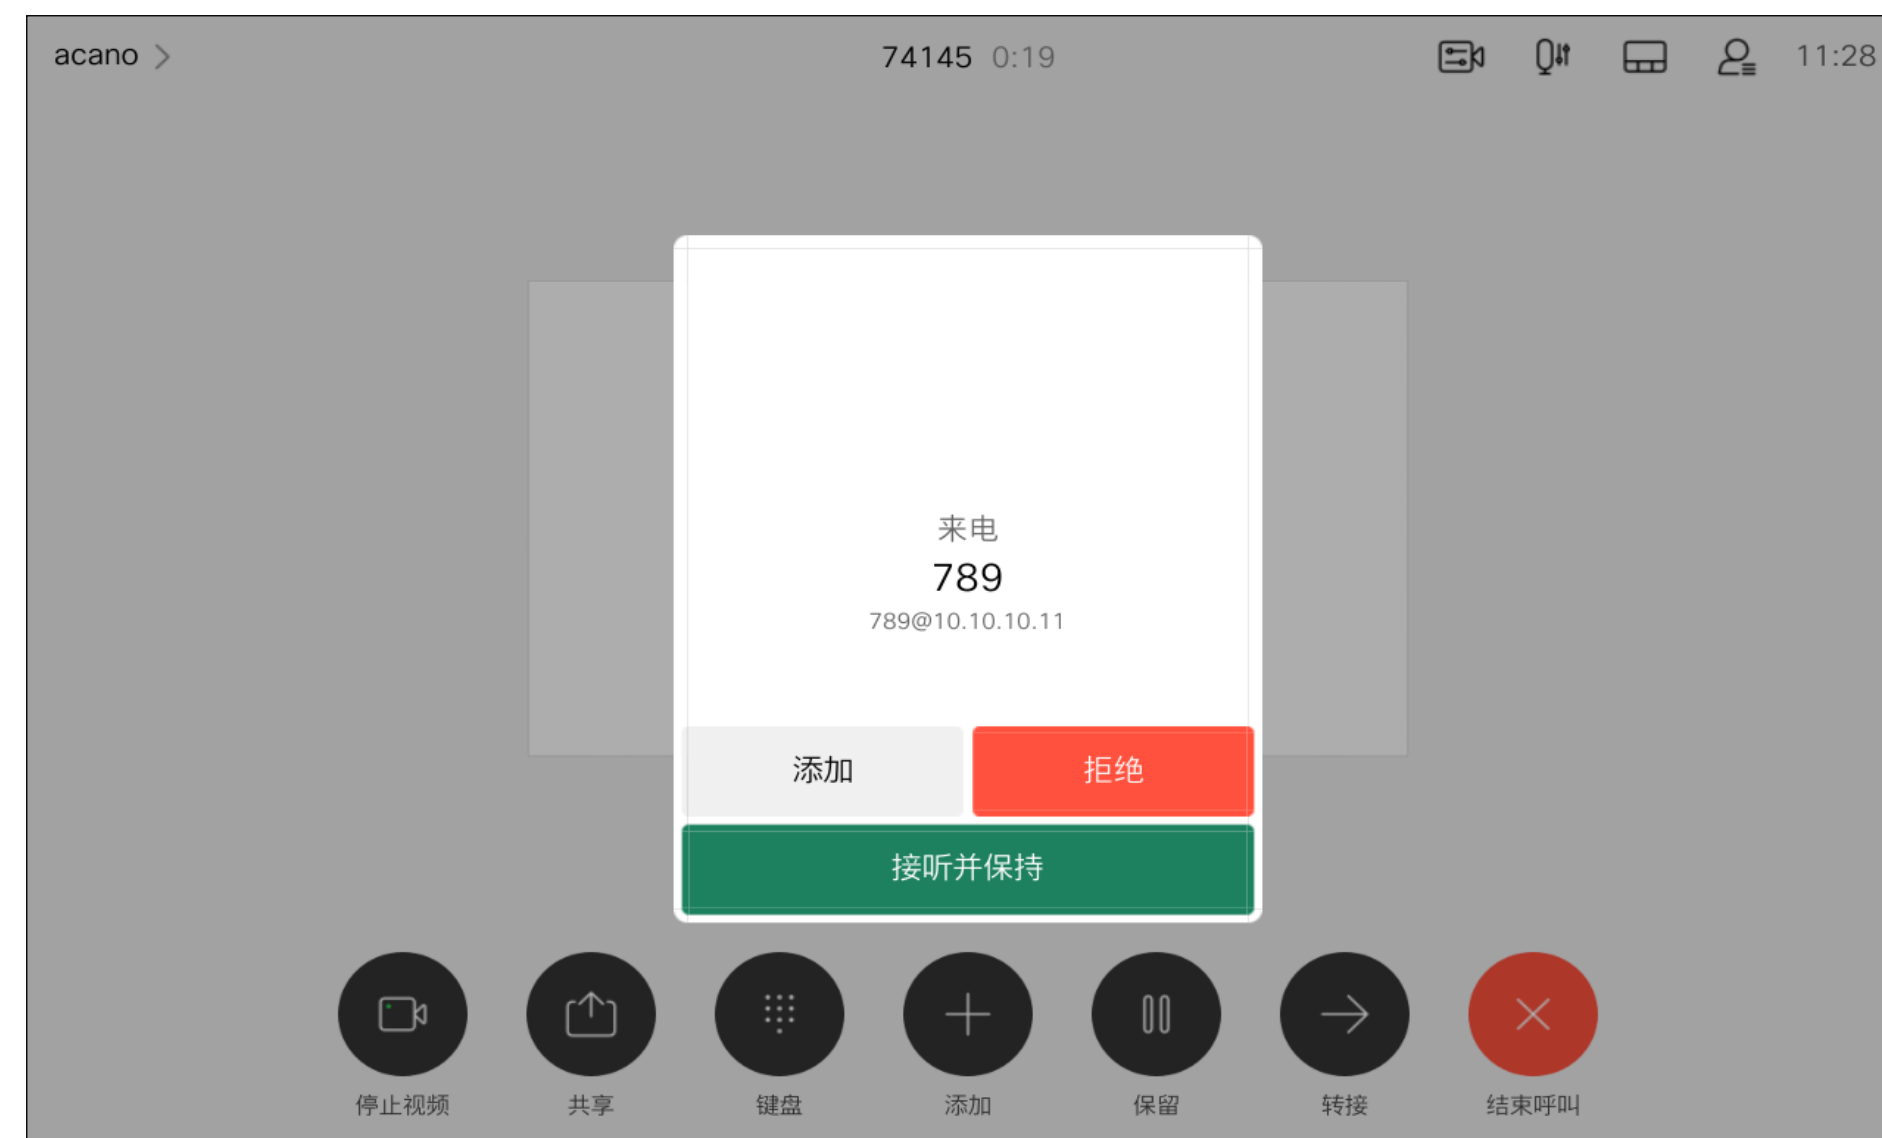 acano
74145 0:19
11:28
来电
789
789@10.10.10.11
添加
拒绝
接听并保持
停止视频
共享
键盘
添加
保留
转接
结束呼叫